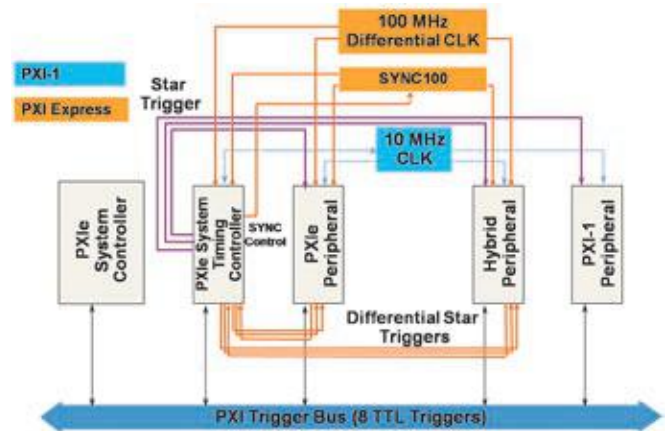 100 MHz
Differential CLK
PXI-1
SYNC100
Star
Trigger
PXI Express
10 MHz
CLK
PXIe
System
Controller
PXIe System
Timing
Controller
SYNC
Control
PXIe
Peripheral
Hybrid
Peripheral
PXI-1
Peripheral
Differential Star
Triggers
PXI Trigger Bus (8 TTL Triggers)